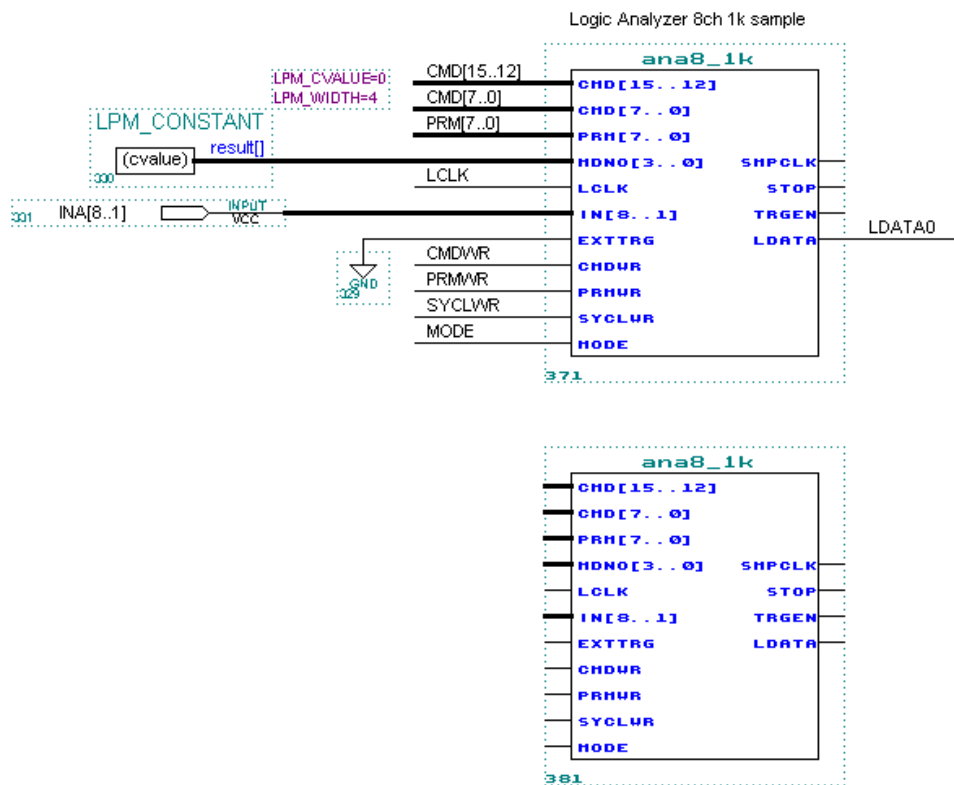 Logic Analyzer 8ch 1k sample
ana8_1k
LPM_CVALUE=0
LPM_WIDTH=4
CMD[15..12]
CMD[7..0]
PRM[7..0]
LPM_CONSTANT
(cvalue)
result[]
330
LCLK
331
INA[8..1]
INPUT
VCC
GND
329
CMDWR
PRMWR
SYCLWR
MODE
CMD[15..12]
CMD[7..0]
PRM[7..0]
MDNO[3..0] SMPCLK
LCLK STOP
IN[8..1] TRGEN
EXTTRG LDATA
CMDWR
PRMWR
SYCLWR
MODE
LDATA0
371
ana8_1k
CMD[15..12]
CMD[7..0]
PRM[7..0]
MDNO[3..0] SMPCLK
LCLK STOP
IN[8..1] TRGEN
EXTTRG LDATA
CMDWR
PRMWR
SYCLWR
MODE
381